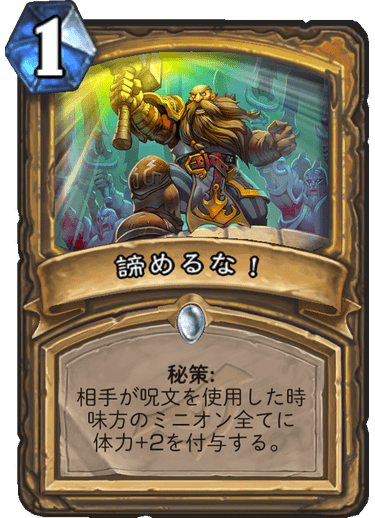 1
諦めるな！
秘策:
相手が呪文を使用した時
味方のミニオン全てに
体力+2を付与する。